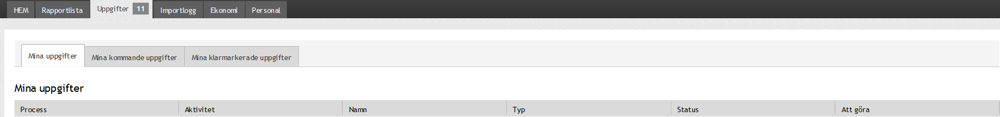 HEM Rapportlista Uppgifter 11 Importlogg Ekonomi Personal
Mina uppgifter Mina kommande uppgifter Mina klarmarkerade uppgifter
Mina uppgifter
Process Aktivitet Namn Typ Status Att göra